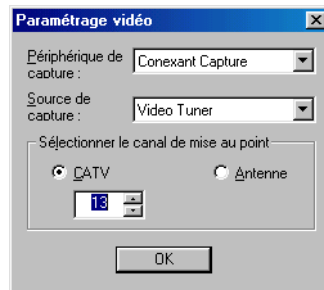 Paramétrage vidéo
Périphérique de capture :
Conexant Capture
Source de capture :
Video Tuner
Sélectionner le canal de mise au point
CATV
Antenne
13
OK